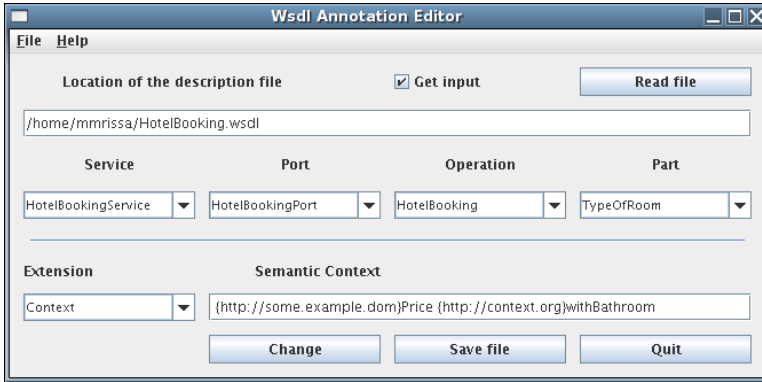 Wsdl Annotation Editor
File Help
Location of the description file Get input Read file
/home/mmrissa/HotelBooking.wsdl
Service Port Operation Part
HotelBookingService HotelBookingPort HotelBooking TypeOfRoom
Extension Semantic Context
Context {http://some.example.dom}Price {http://context.org}withBathroom
Change Save file Quit